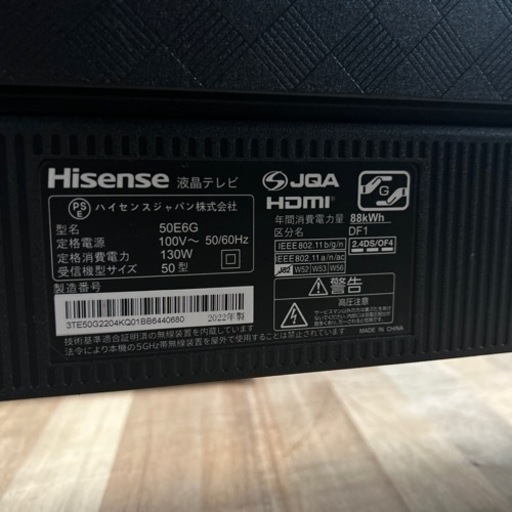 Hisense 液晶テレビ
PS E ハイセンスジャパン株式会社
型名 50E6G
定格電源 100V～ 50/60Hz
定格消費電力 130W
受信機型サイズ 50型
製造番号
3TE50G2204KQ01BB6440680
2022年製
技術基準適合証明済の無線装置を内蔵しています
法令により本機の5GHz帯無線装置を屋外で使用することは禁止されています
JQA
HDMI
G
年間消費電力量 88kWh
区分名 DF1
IEEE802.11b/g/n
2.4DS/OF4
IEEE802.11a/n/ac
J52 W52 W53 W56
警告
高圧注意
MADE IN CHINA